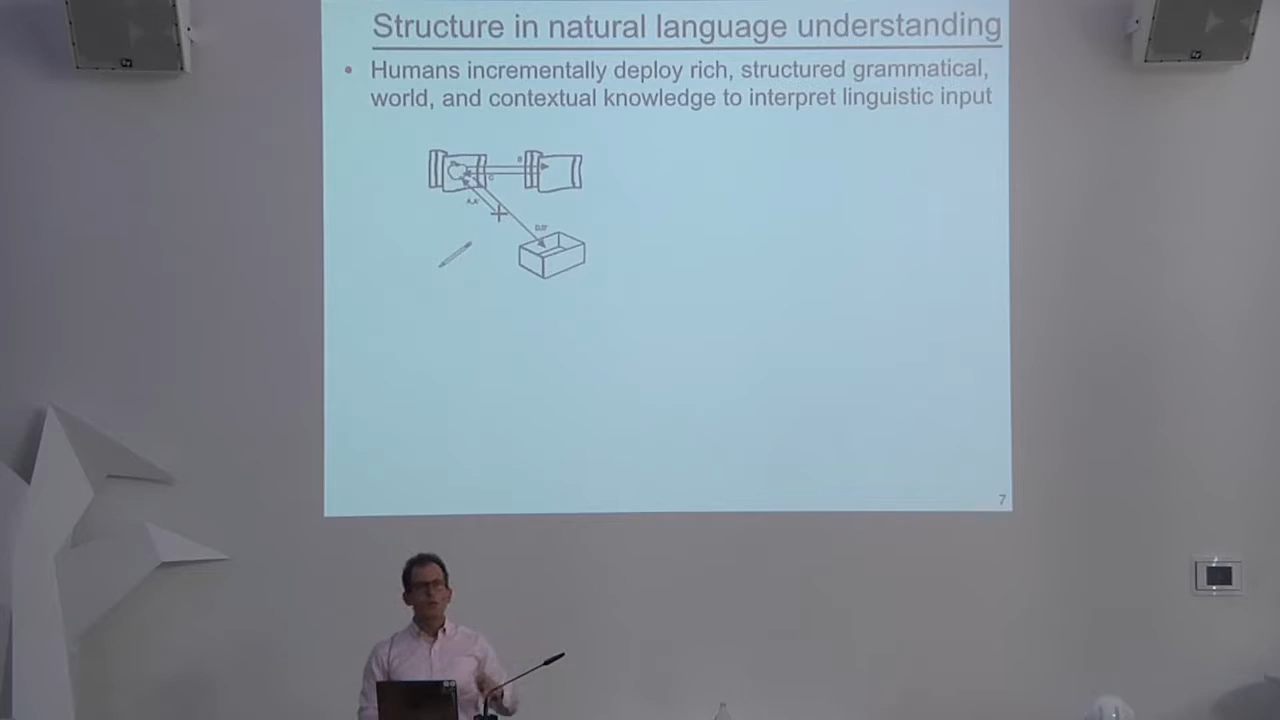 Structure in natural language understanding
• Humans incrementally deploy rich, structured grammatical,
world, and contextual knowledge to interpret linguistic input
7